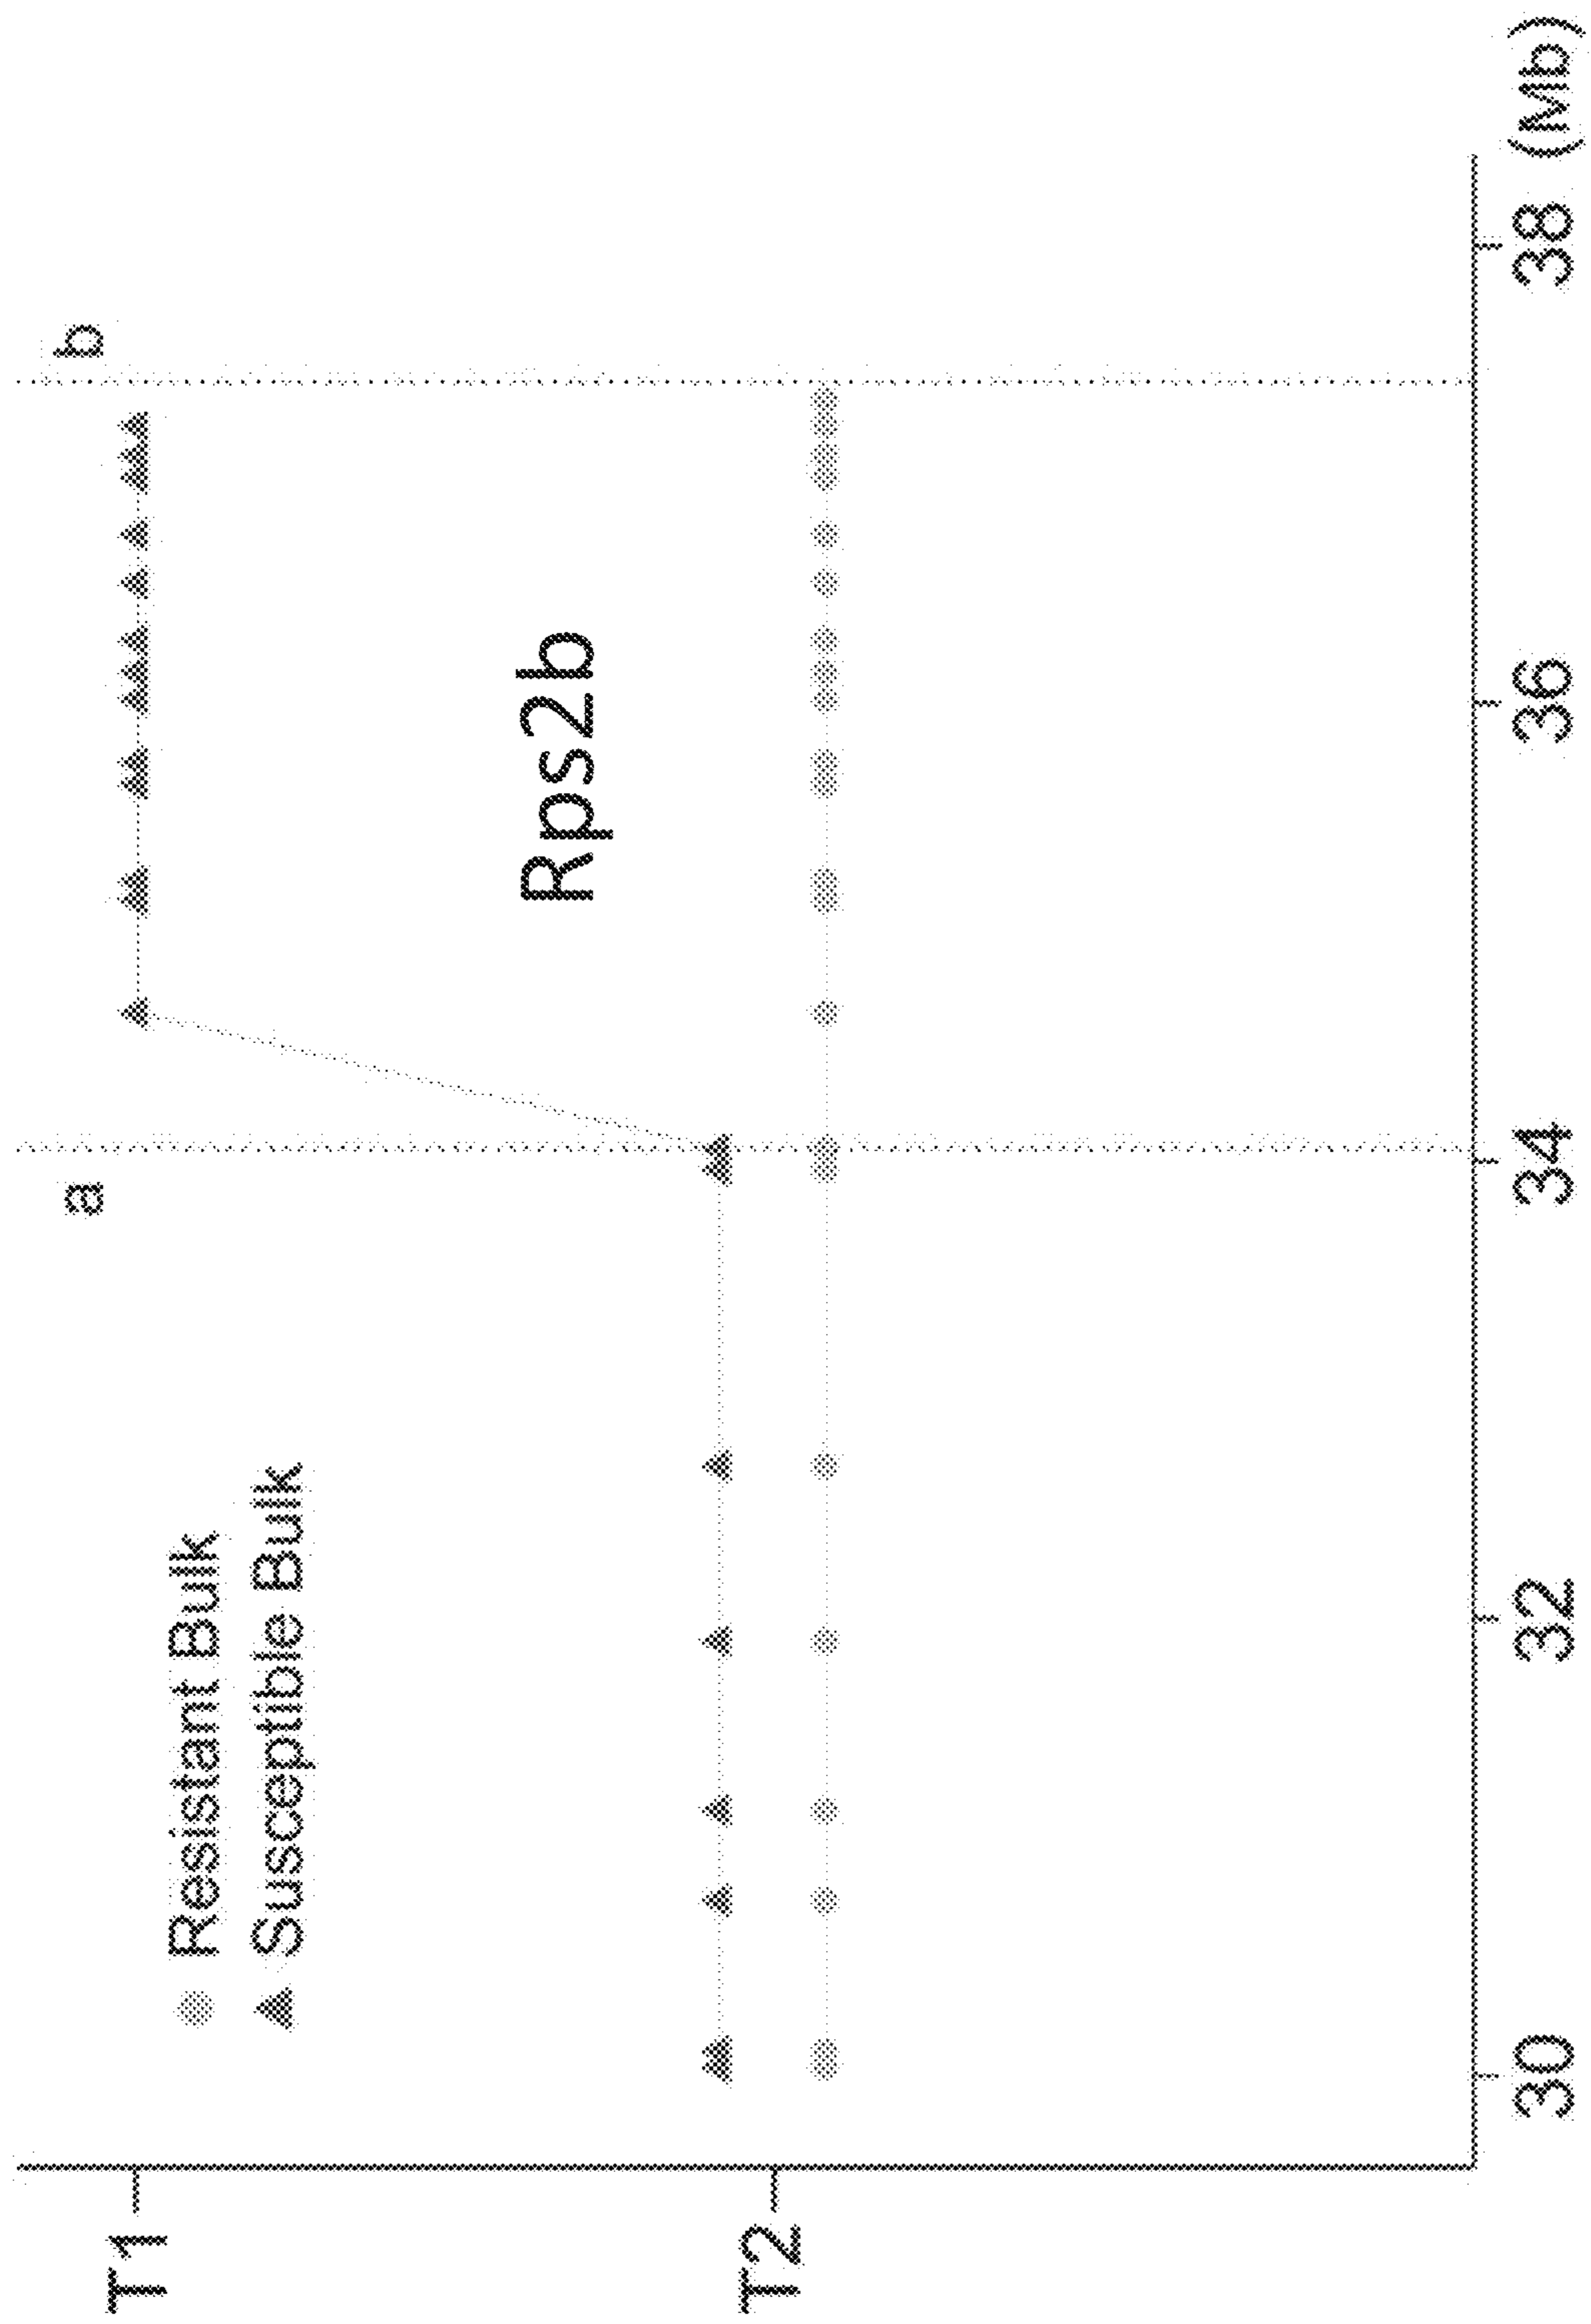 a
b
T1
Resistant Bulk
Susceptible Bulk
Rps2b
T2
30
32
34
36
38 (Mb)